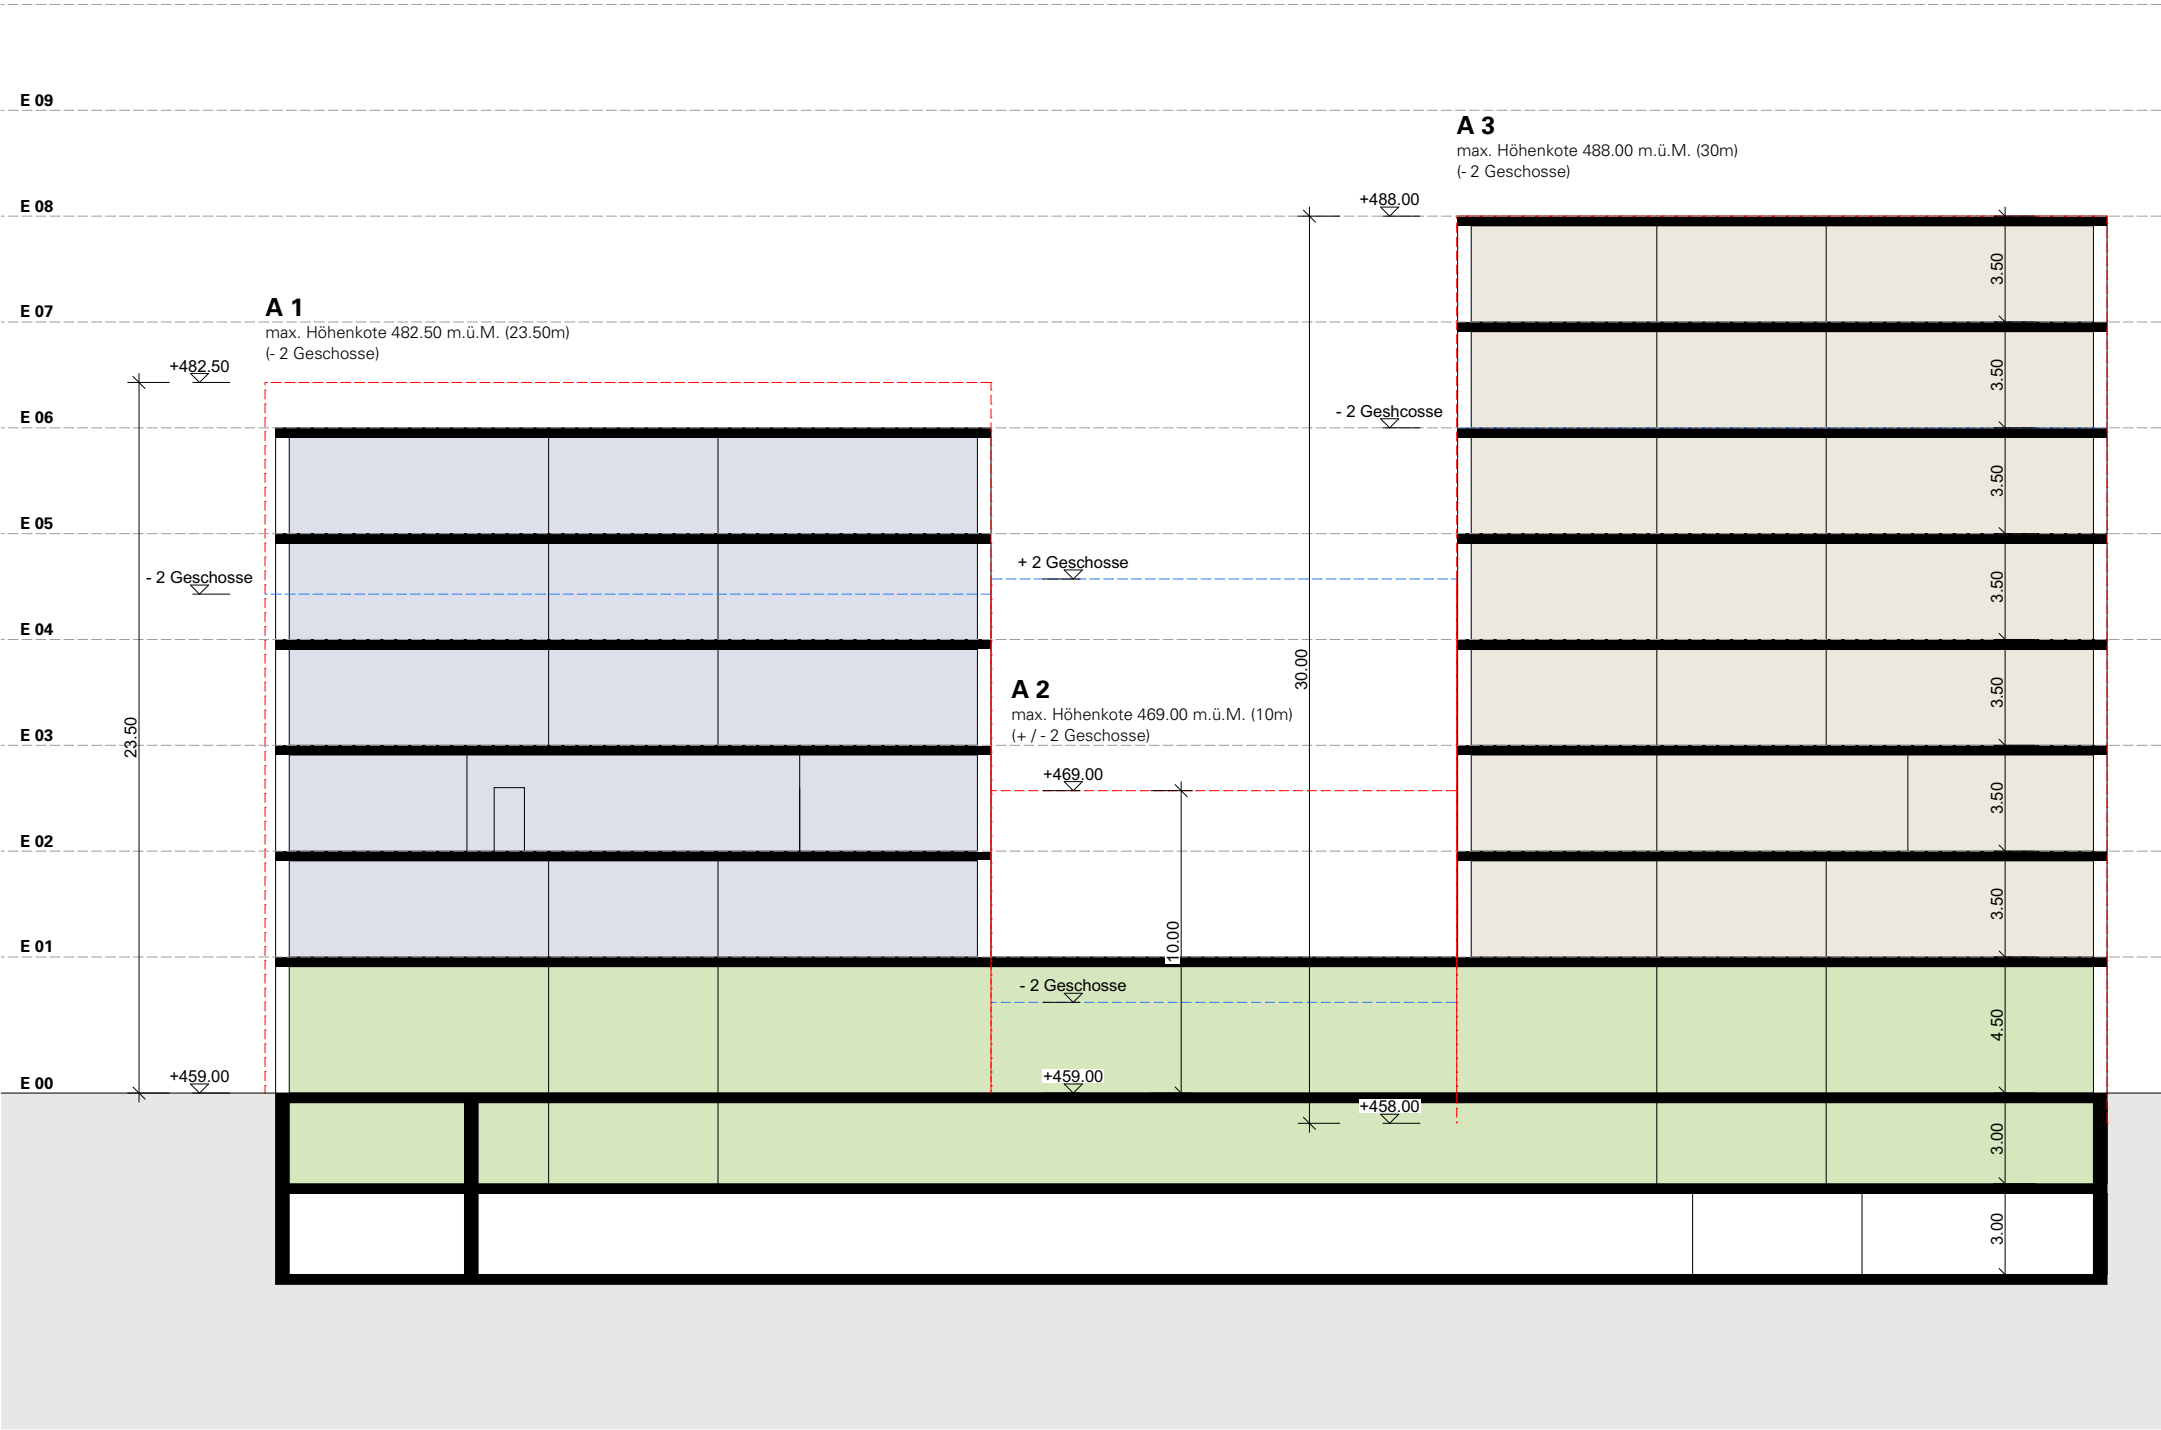 E 09
A 3
max. Höhenkote 488.00 m.ü.M. (30m)
(- 2 Geschosse)
E 08
+488.00
3.50
E 07
A 1
max. Höhenkote 482.50 m.ü.M. (23.50m)
(- 2 Geschosse)
+482.50
3.50
E 06
- 2 Geshcosse
3.50
E 05
- 2 Geschosse
+ 2 Geschosse
3.50
E 04
30.00
A 2
max. Höhenkote 469.00 m.ü.M. (10m)
(+ / - 2 Geschosse)
3.50
E 03
23.50
+469.00
3.50
E 02
10.00
3.50
E 01
- 2 Geschosse
4.50
E 00
+459.00
+459.00
+458.00
3.00
3.00